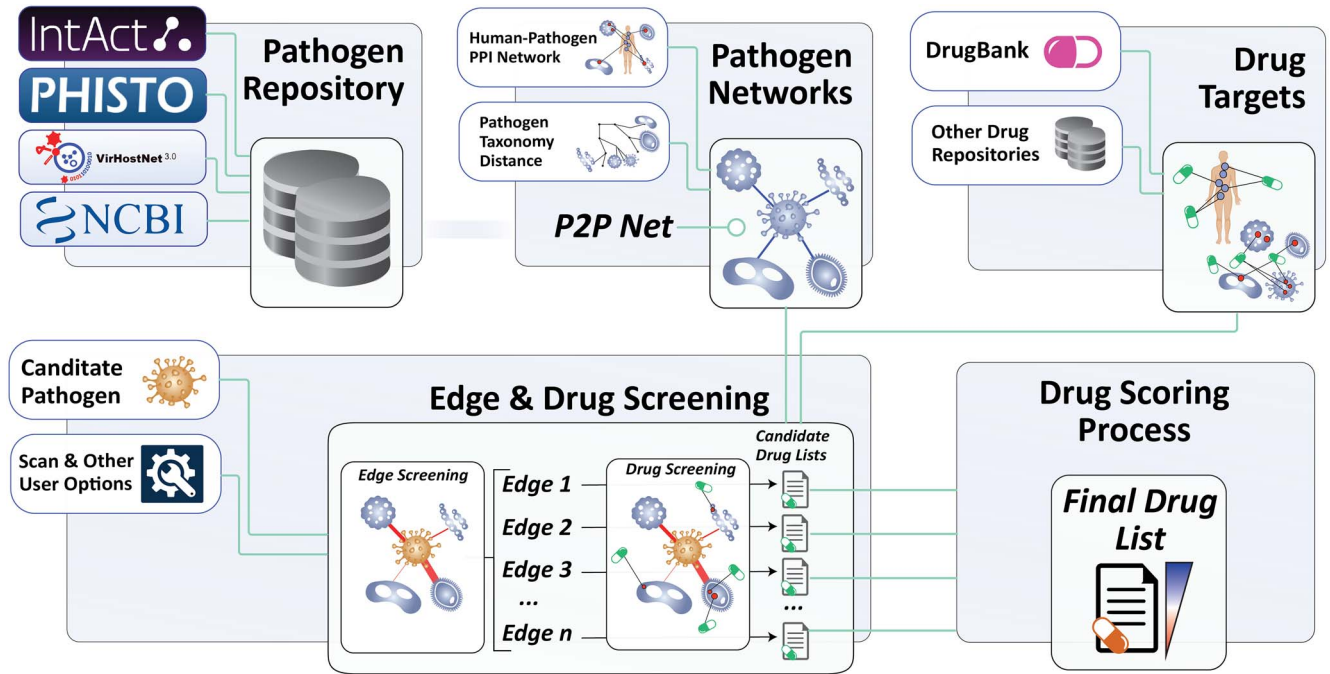 IntAct
PHISTO
VirHostNet 3.0
01011010010
NCBI
Pathogen
Repository
Human-Pathogen
PPI Network
Pathogen
Taxonomy
Distance
Pathogen
Networks
P2P Net
DrugBank
Other Drug
Repositories
Drug
Targets
Canditate
Pathogen
Scan & Other
User Options
Edge & Drug Screening
Edge Screening
Edge 1
Edge 2
Edge 3
...
Edge n
Drug Screening
Candidate
Drug Lists
...
Drug Scoring
Process
Final Drug
List